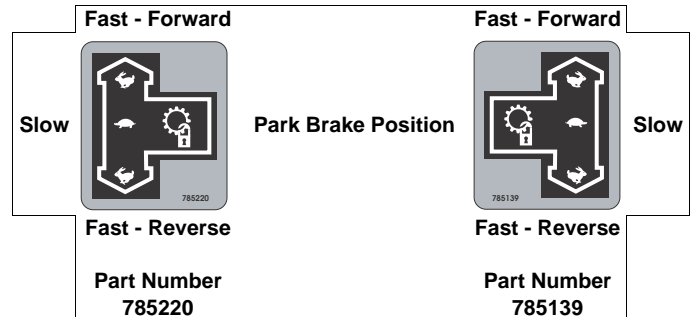 Fast - Forward
Fast - Forward
Slow
Park Brake Position
Slow
785220
785139
Fast - Reverse
Fast - Reverse
Part Number
785220
Part Number
785139